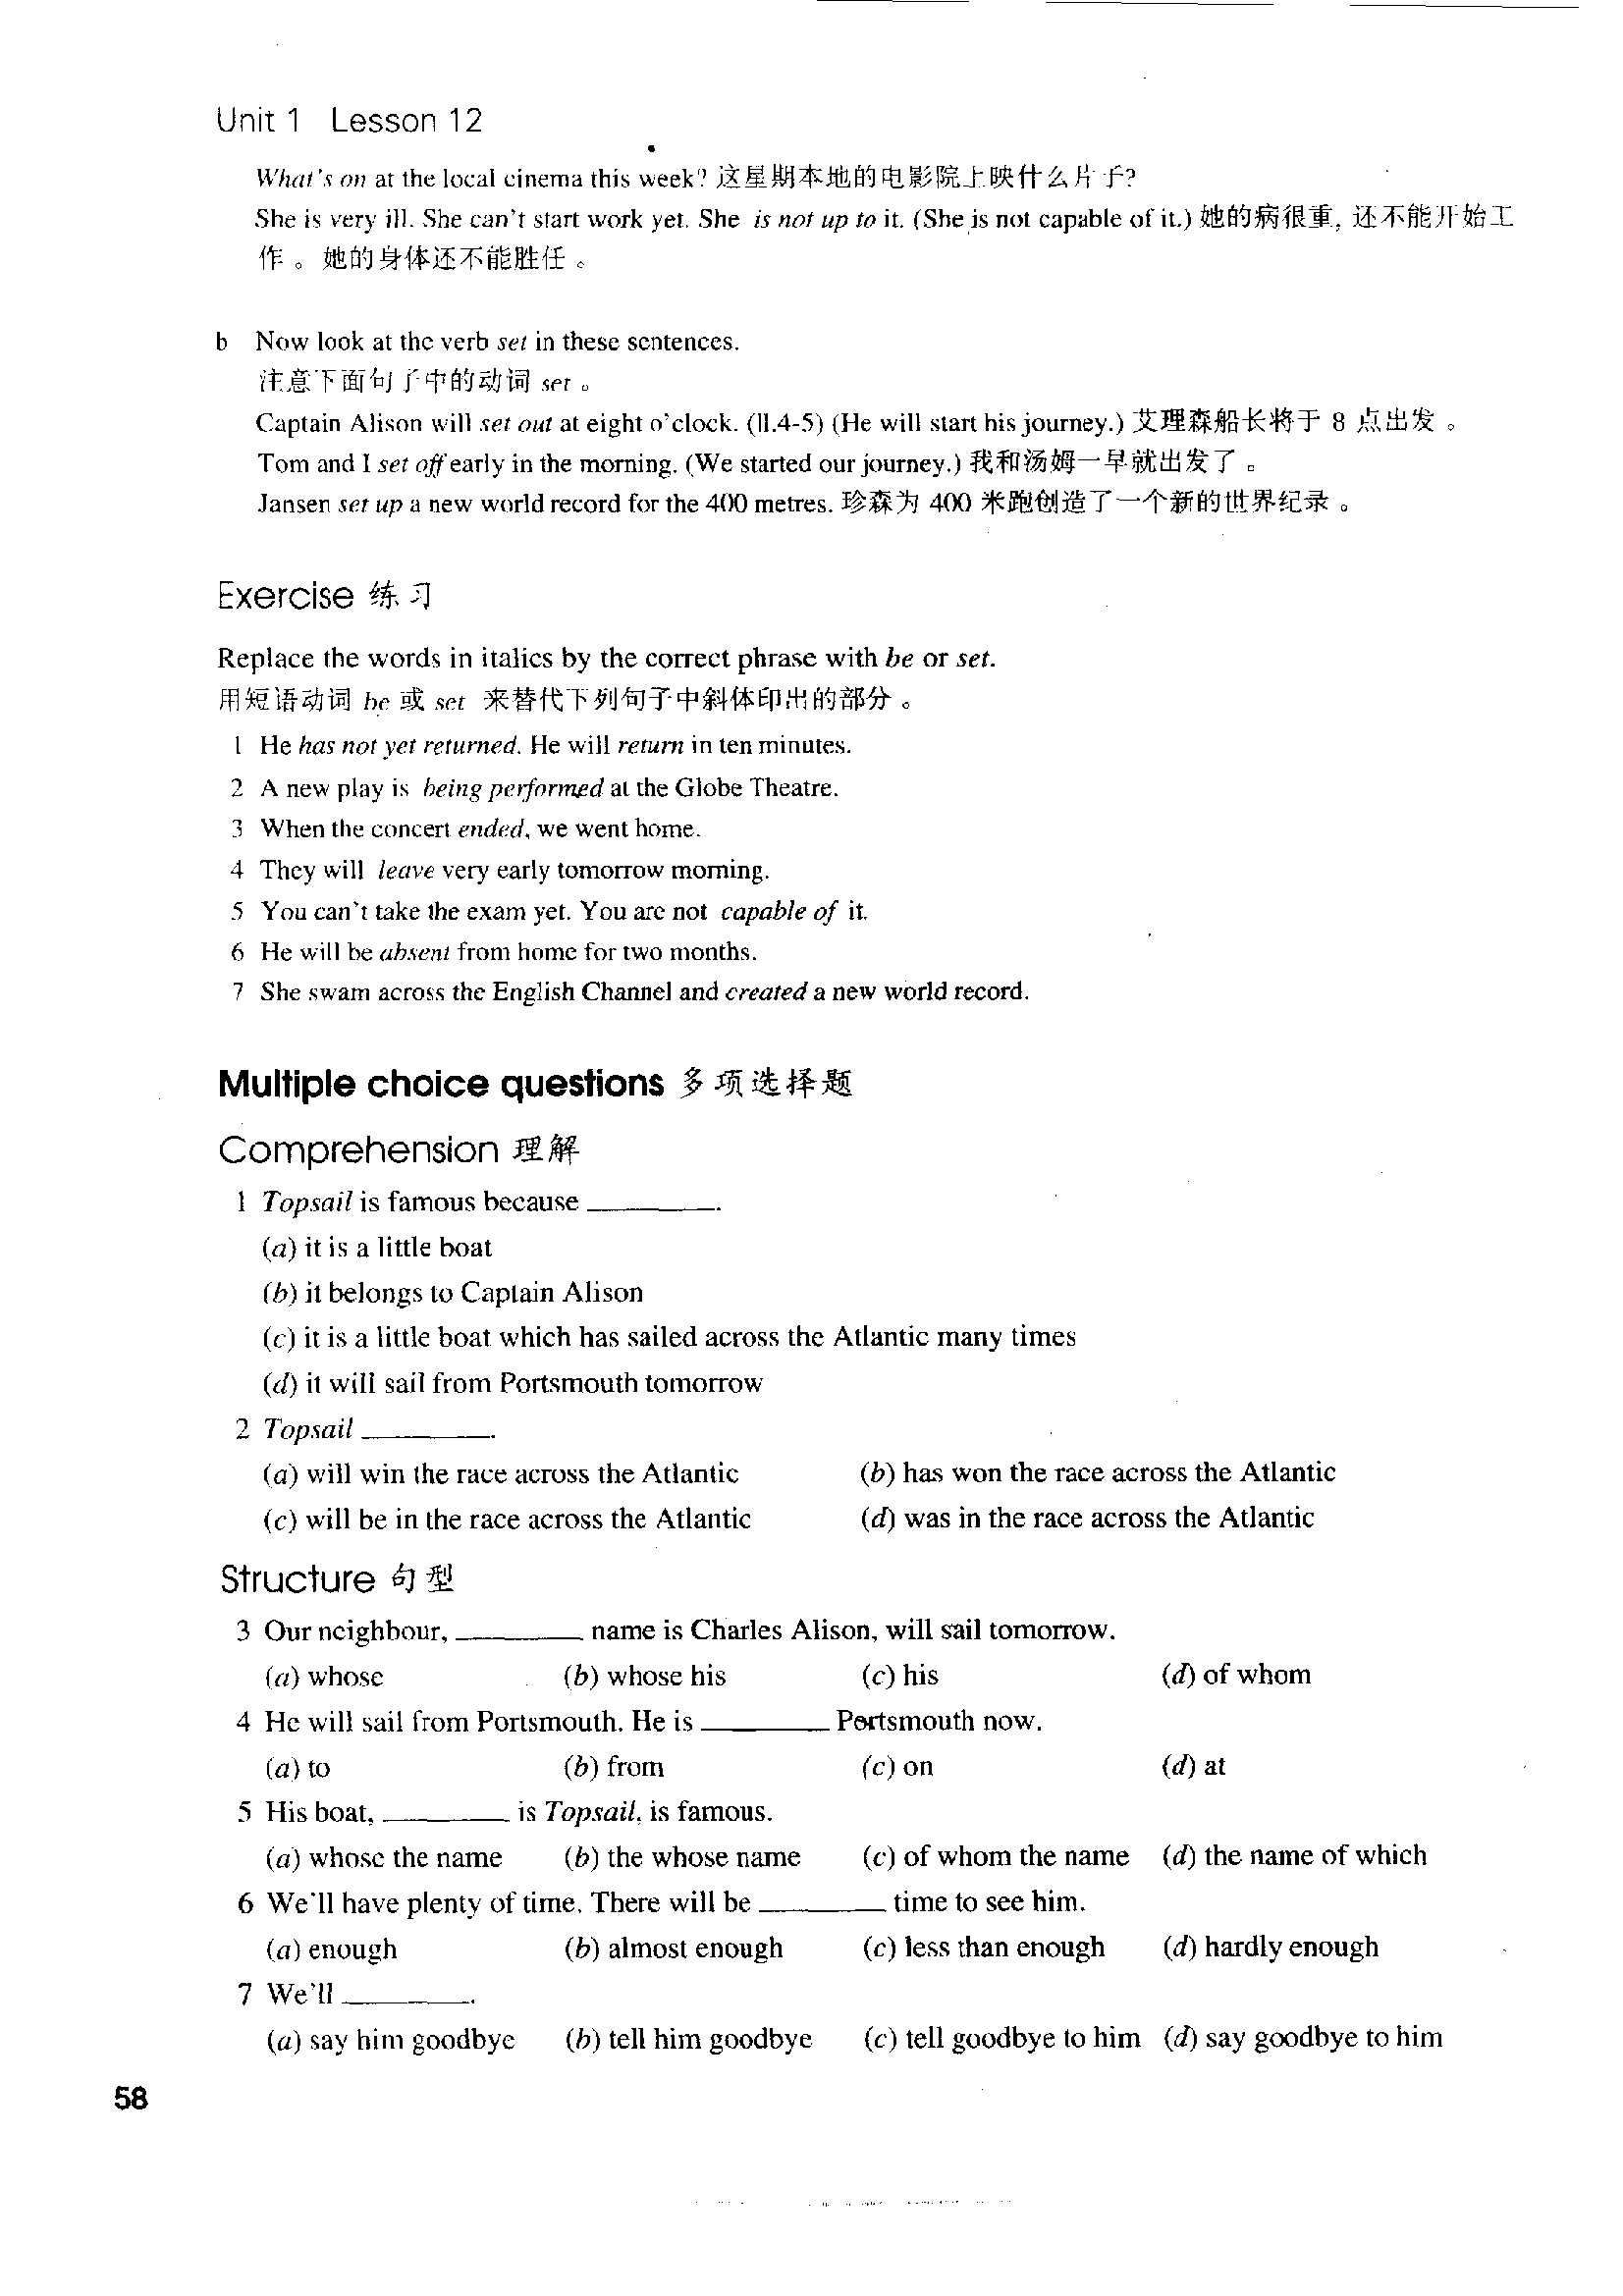 Unit 1 Lesson 12
What's on at the local cinema this week? 这星期本地的电影院上映什么片子?
She is very ill. She can't start work yet. She is not up to it. (She is not capable of it.) 她的病很重, 还不能开始工
作。她的身体还不能胜任。
b Now look at the verb set in these sentences.
注意下面句子中的动词 set 。
Captain Alison will set out at eight o'clock. (ll.4-5) (He will start his journey.) 艾理森船长将于 8 点出发。
Tom and I set off early in the morning. (We started our journey.) 我和汤姆一早就出发了。
Jansen set up a new world record for the 400 metres. 珍森为 400 米跑创造了一个新的世界纪录。
Exercise 练习
Replace the words in italics by the correct phrase with be or set.
用短语动词 be 或 set 来替代下列句子中斜体印出的部分。
1 He has not yet returned. He will return in ten minutes.
2 A new play is being performed at the Globe Theatre.
3 When the concert ended, we went home.
4 They will leave very early tomorrow morning.
5 You can't take the exam yet. You are not capable of it.
6 He will be absent from home for two months.
7 She swam across the English Channel and created a new world record.
Multiple choice questions 多项选择题
Comprehension 理解
1 Topsail is famous because ________.
(a) it is a little boat
(b) it belongs to Captain Alison
(c) it is a little boat which has sailed across the Atlantic many times
(d) it will sail from Portsmouth tomorrow
2 Topsail ________.
(a) will win the race across the Atlantic (b) has won the race across the Atlantic
(c) will be in the race across the Atlantic (d) was in the race across the Atlantic
Structure 句型
3 Our neighbour, ________ name is Charles Alison, will sail tomorrow.
(a) whose (b) whose his (c) his (d) of whom
4 He will sail from Portsmouth. He is ________ Portsmouth now.
(a) to (b) from (c) on (d) at
5 His boat, ________ is Topsail, is famous.
(a) whose the name (b) the whose name (c) of whom the name (d) the name of which
6 We'll have plenty of time. There will be ________ time to see him.
(a) enough (b) almost enough (c) less than enough (d) hardly enough
7 We'll ________.
(a) say him goodbye (b) tell him goodbye (c) tell goodbye to him (d) say goodbye to him
58